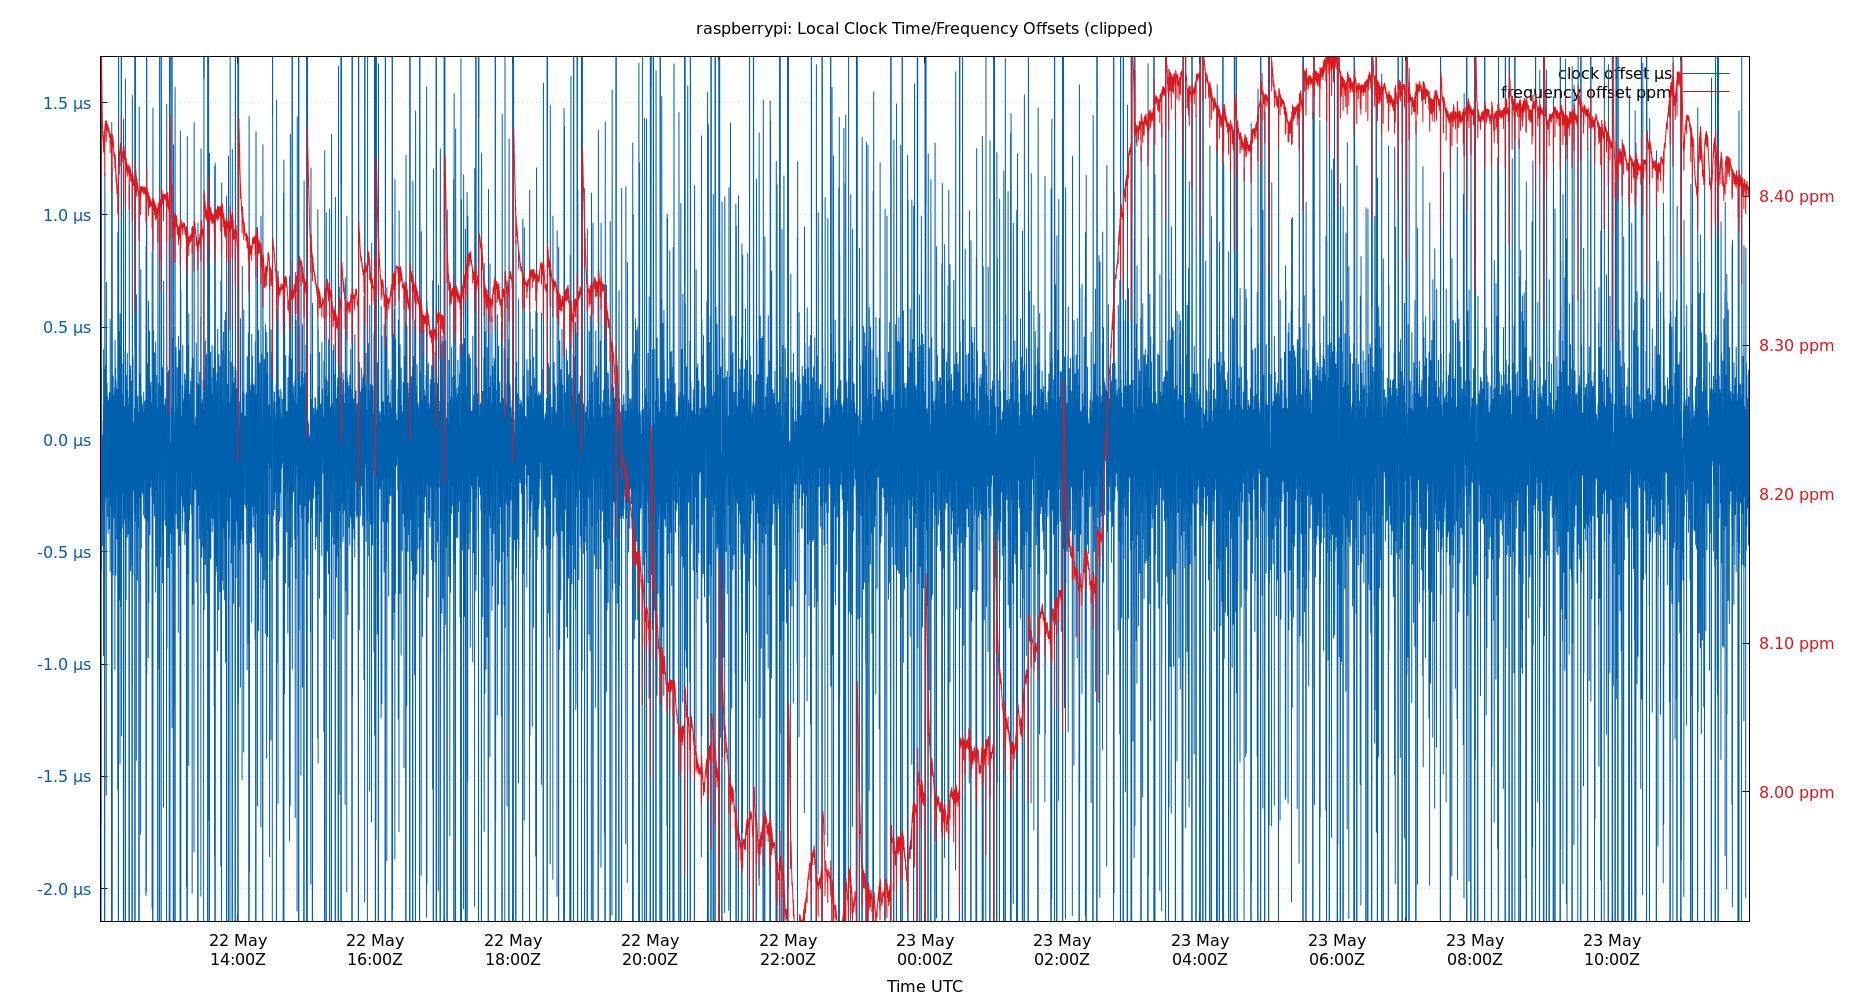 raspberrypi: Local Clock Time/Frequency Offsets (clipped)
clock offset µs
frequency offset ppm
1.5 µs
1.0 µs
0.5 µs
0.0 µs
-0.5 µs
-1.0 µs
-1.5 µs
-2.0 µs
8.40 ppm
8.30 ppm
8.20 ppm
8.10 ppm
8.00 ppm
22 May 22 May 22 May 22 May 22 May 23 May 23 May 23 May 23 May 23 May 23 May
14:00Z 16:00Z 18:00Z 20:00Z 22:00Z 00:00Z 02:00Z 04:00Z 06:00Z 08:00Z 10:00Z
Time UTC